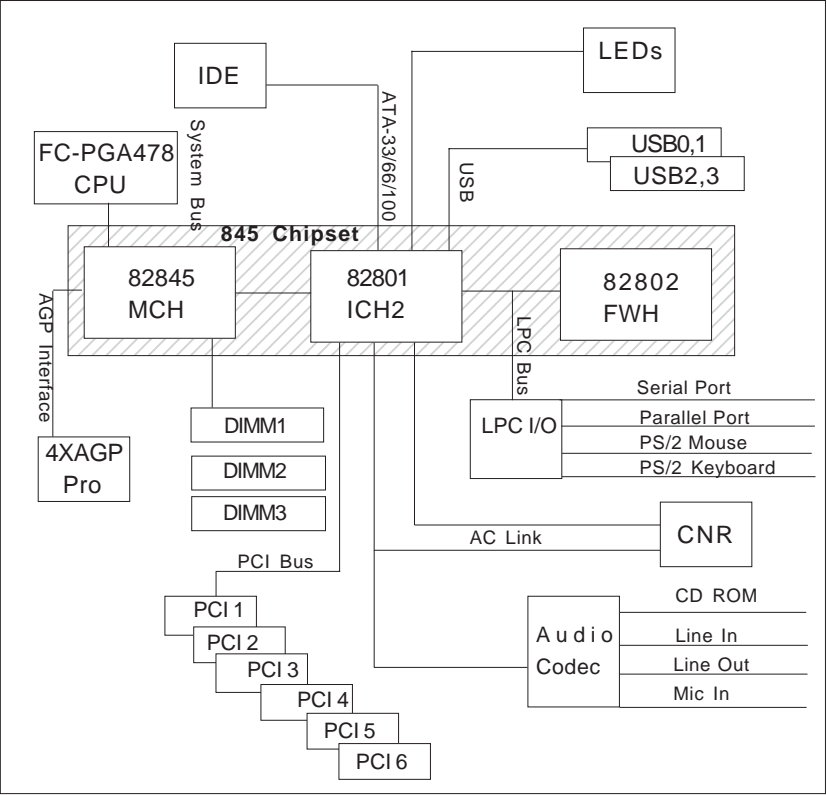 IDE
LEDs
ATA-33/66/100
System Bus
FC-PGA478
CPU
USB
USB0,1
USB2,3
845 Chipset
82845
MCH
82801
ICH2
82802
FWH
AGP Interface
LPC Bus
4XAGP
Pro
DIMM1
DIMM2
DIMM3
LPC I/O
Serial Port
Parallel Port
PS/2 Mouse
PS/2 Keyboard
AC Link
CNR
PCI Bus
PCI 1
PCI 2
PCI 3
PCI 4
PCI 5
PCI 6
Audio
Codec
CD ROM
Line In
Line Out
Mic In